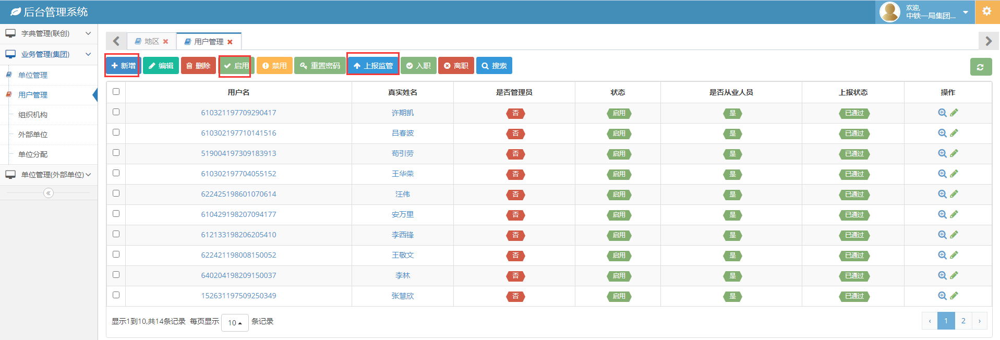 后台管理系统
欢迎,
中铁一局集团...
字典管理(联创)
业务管理(集团)
单位管理
用户管理
组织机构
外部单位
单位分配
单位管理(外部单位)
地区 用户管理
新增 编辑 删除 启用 禁用 重置密码 上报监管 入职 离职 搜索
用户名 真实姓名 是否管理员 状态 是否从业人员 上报状态 操作
610321197709290417 许期凯 否 启用 是 已通过
610302197710141516 吕春波 否 启用 是 已通过
519004197309183913 苟引劳 否 启用 是 已通过
610302197704055152 王华荣 否 启用 是 已通过
622425198601070614 汪伟 否 启用 是 已通过
610429198207094177 安万里 否 启用 是 已通过
612133198206205410 李西锋 否 启用 是 已通过
622421198008150052 王敬文 否 启用 是 已通过
640204198209150037 李林 否 启用 是 已通过
152631197509250349 张慧欣 否 启用 是 已通过
显示1到10,共14条记录 每页显示 10 条记录
‹ 1 2 ›